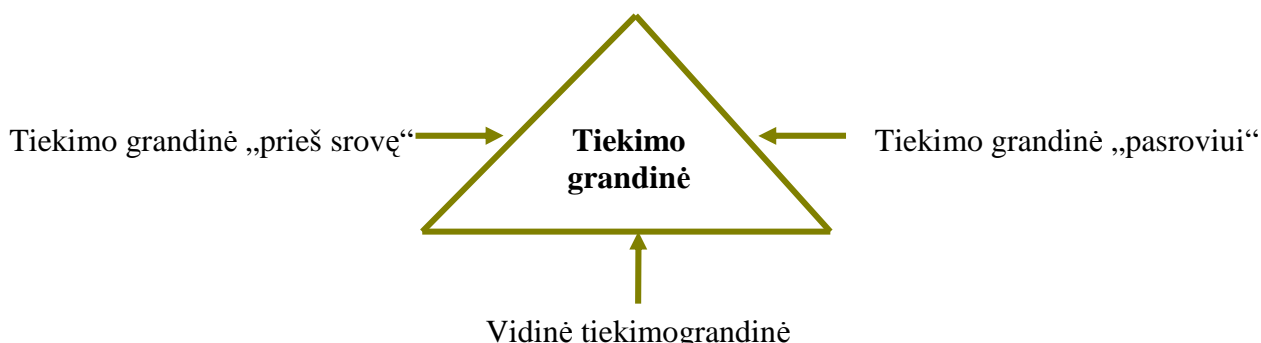 Tiekimo grandinė „prieš srovę“
Tiekimo
grandinė
Tiekimo grandinė „pasroviui“
Vidinė tiekimograndinė